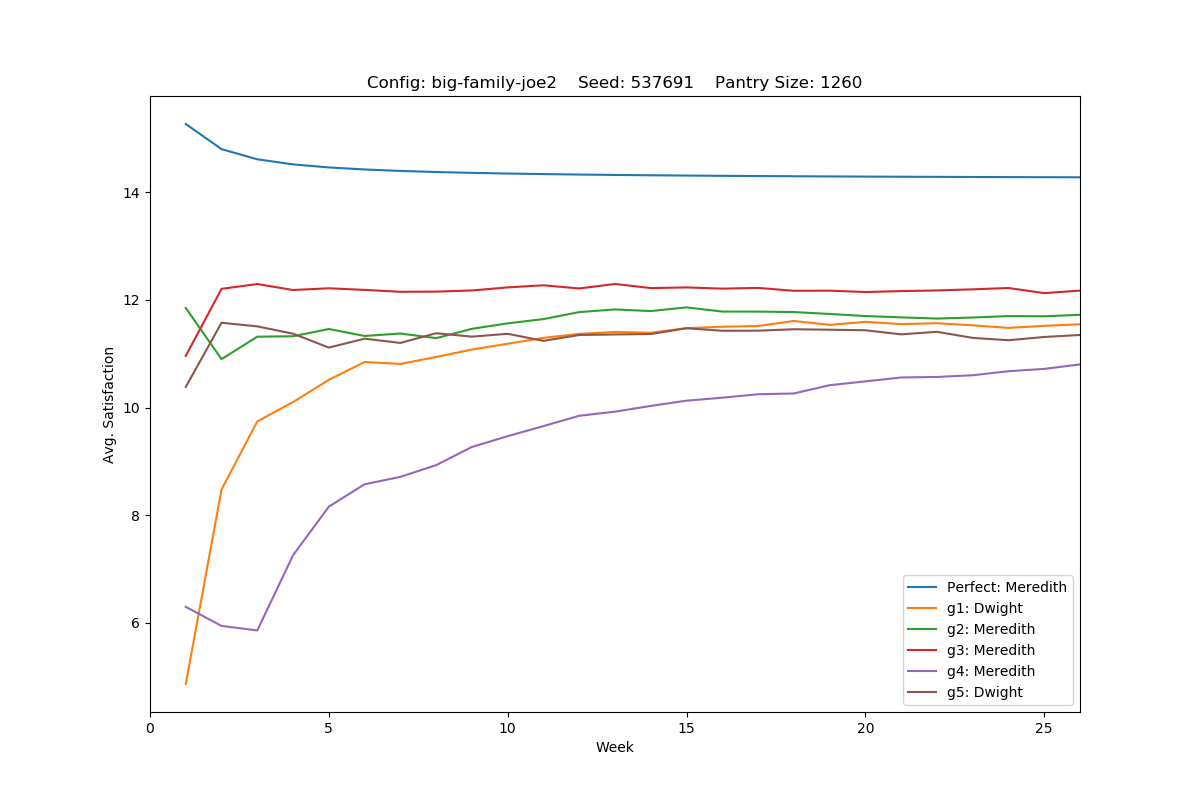 Config: big-family-joe2    Seed: 537691    Pantry Size: 1260
Avg. Satisfaction
14
12
10
8
6
0 5 10 15 20 25
Week
Perfect: Meredith
g1: Dwight
g2: Meredith
g3: Meredith
g4: Meredith
g5: Dwight